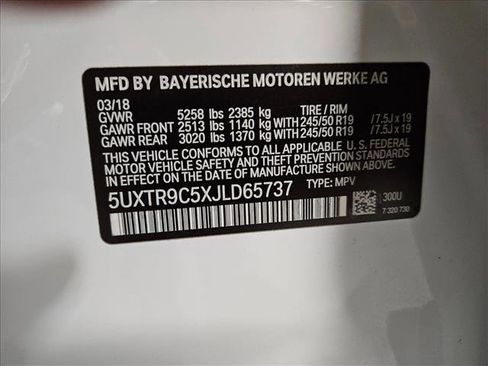 MFD BY BAYERISCHE MOTOREN WERKE AG
03/18
GVWR 5258 lbs 2385 kg TIRE / RIM
GAWR FRONT 2513 lbs 1140 kg WITH 245/50 R19 / 7.5J x 19
GAWR REAR 3020 lbs 1370 kg WITH 245/50 R19 / 7.5J x 19
THIS VEHICLE CONFORMS TO ALL APPLICABLE U. S. FEDERAL
MOTOR VEHICLE SAFETY AND THEFT PREVENTION STANDARDS
IN EFFECT ON THE DATE OF MANUFACTURE SHOWN ABOVE.
5UXTR9C5XJLD65737 TYPE: MPV
300U
7 320 730